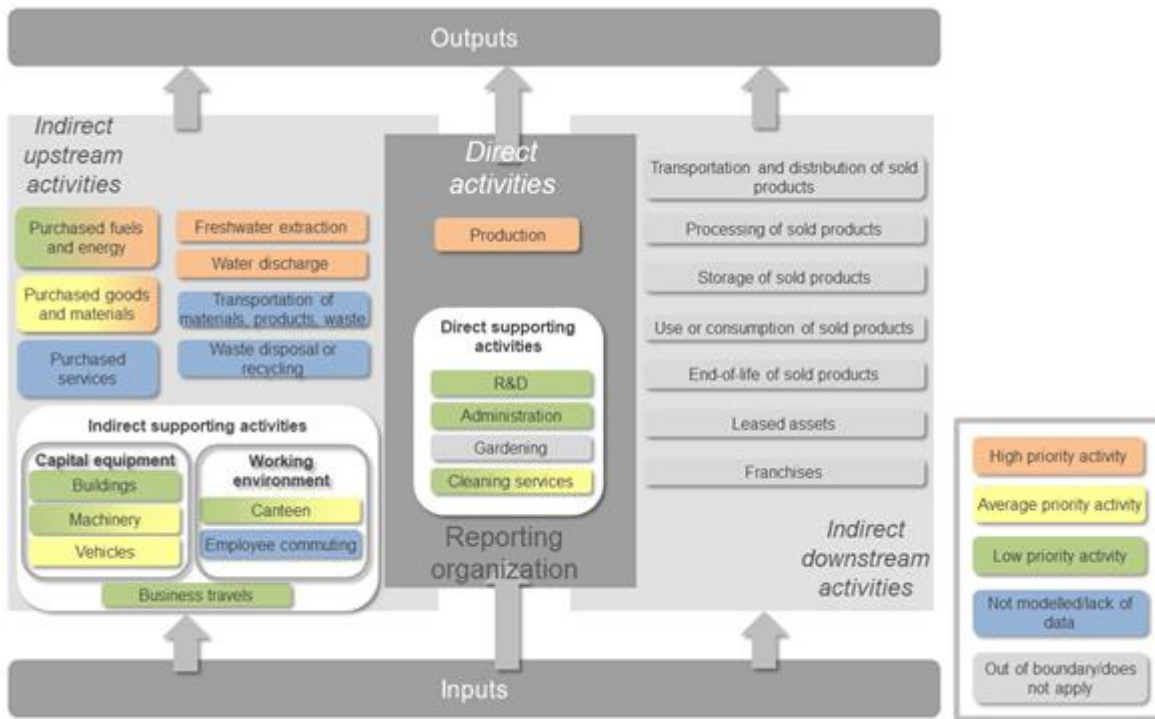 Outputs
Indirect
upstream
activities
Purchased fuels
and energy
Purchased goods
and materials
Purchased
services
Freshwater extraction
Water discharge
Transportation of
materials, products, waste
Waste disposal or
recycling
Indirect supporting activities
Capital equipment
Buildings
Machinery
Vehicles
Working
environment
Canteen
Employee commuting
Business travels
Direct
activities
Production
Direct supporting
activities
R&D
Administration
Gardening
Cleaning services
Reporting
organization
Transportation and distribution of sold
products
Processing of sold products
Storage of sold products
Use or consumption of sold products
End-of-life of sold products
Leased assets
Franchises
Indirect
downstream
activities
Inputs
High priority activity
Average priority activity
Low priority activity
Not modelled/lack of
data
Out of boundary/does
not apply